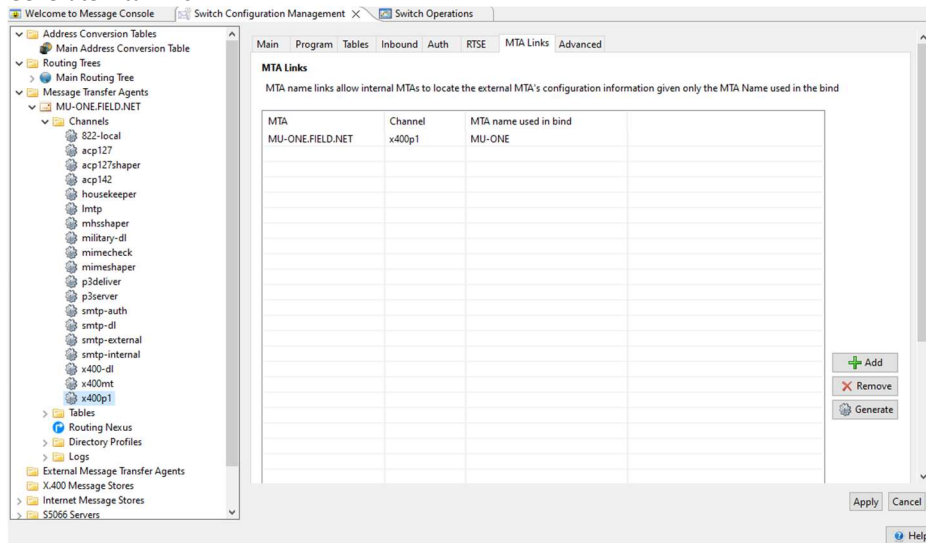 Welcome to Message Console
Switch Configuration Management
Switch Operations
Address Conversion Tables
Main Address Conversion Table
Routing Trees
Main Routing Tree
Message Transfer Agents
MU-ONE.FIELD.NET
Channels
822-local
acp127
acp127shaper
acp142
housekeeper
lmtp
mhsshaper
military-dl
mimecheck
mimeshaper
p3deliver
p3server
smtp-auth
smtp-dl
smtp-external
smtp-internal
x400-dl
x400mt
x400p1
Tables
Routing Nexus
Directory Profiles
Logs
External Message Transfer Agents
X.400 Message Stores
Internet Message Stores
S5066 Servers
Main Program Tables Inbound Auth RTSE MTA Links Advanced
MTA Links
MTA name links allow internal MTAs to locate the external MTA's configuration information given only the MTA Name used in the bind
MTA Channel MTA name used in bind
MU-ONE.FIELD.NET x400p1 MU-ONE
Add
Remove
Generate
Apply Cancel
Help